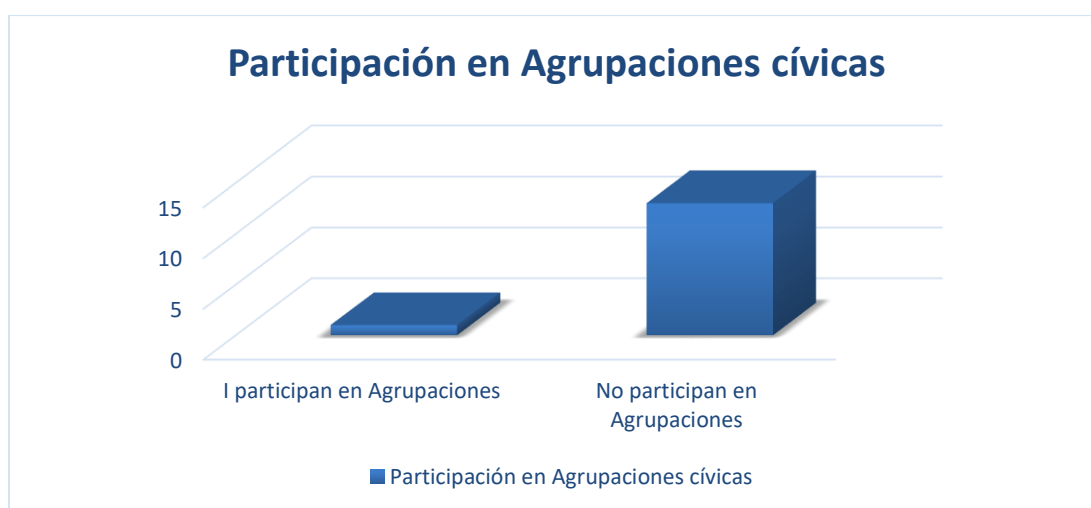 Participación en Agrupaciones cívicas
15
10
5
0
I participan en Agrupaciones
No participan en
Agrupaciones
Participación en Agrupaciones cívicas